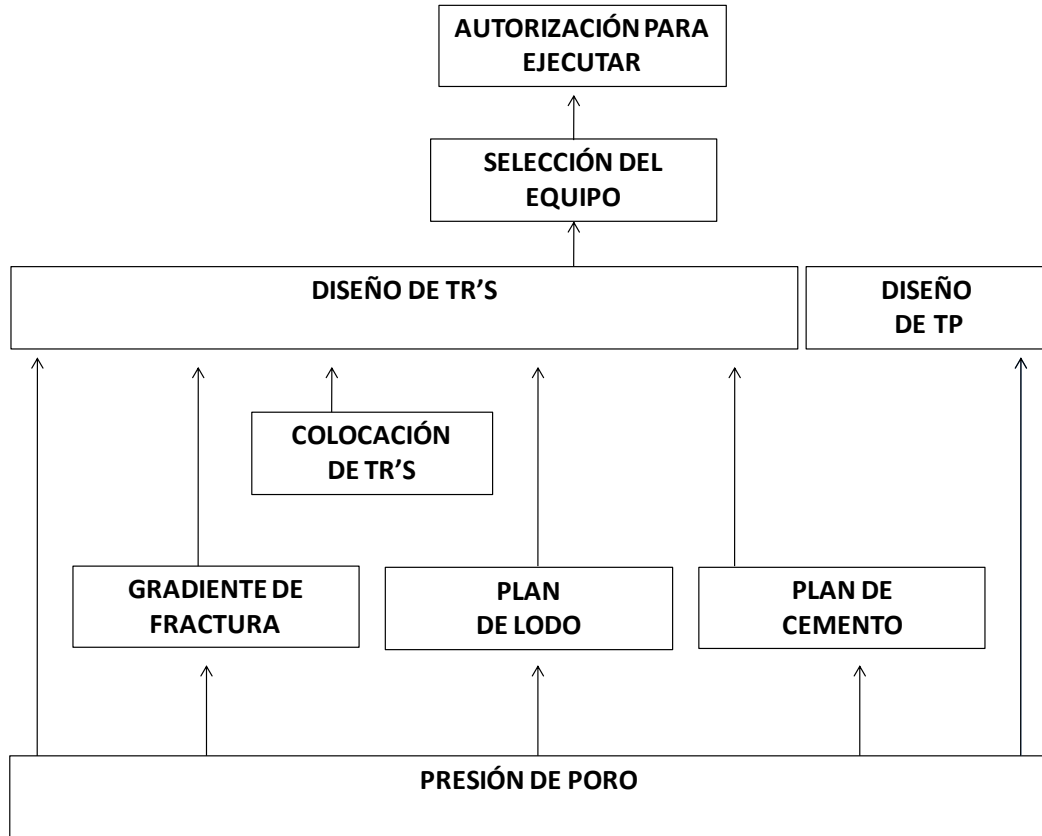 AUTORIZACIÓN PARA
EJECUTAR
SELECCIÓN DEL
EQUIPO
DISEÑO DE TR’S
DISEÑO
DE TP
COLOCACIÓN
DE TR’S
GRADIENTE DE
FRACTURA
PLAN
DE LODO
PLAN DE
CEMENTO
PRESIÓN DE PORO